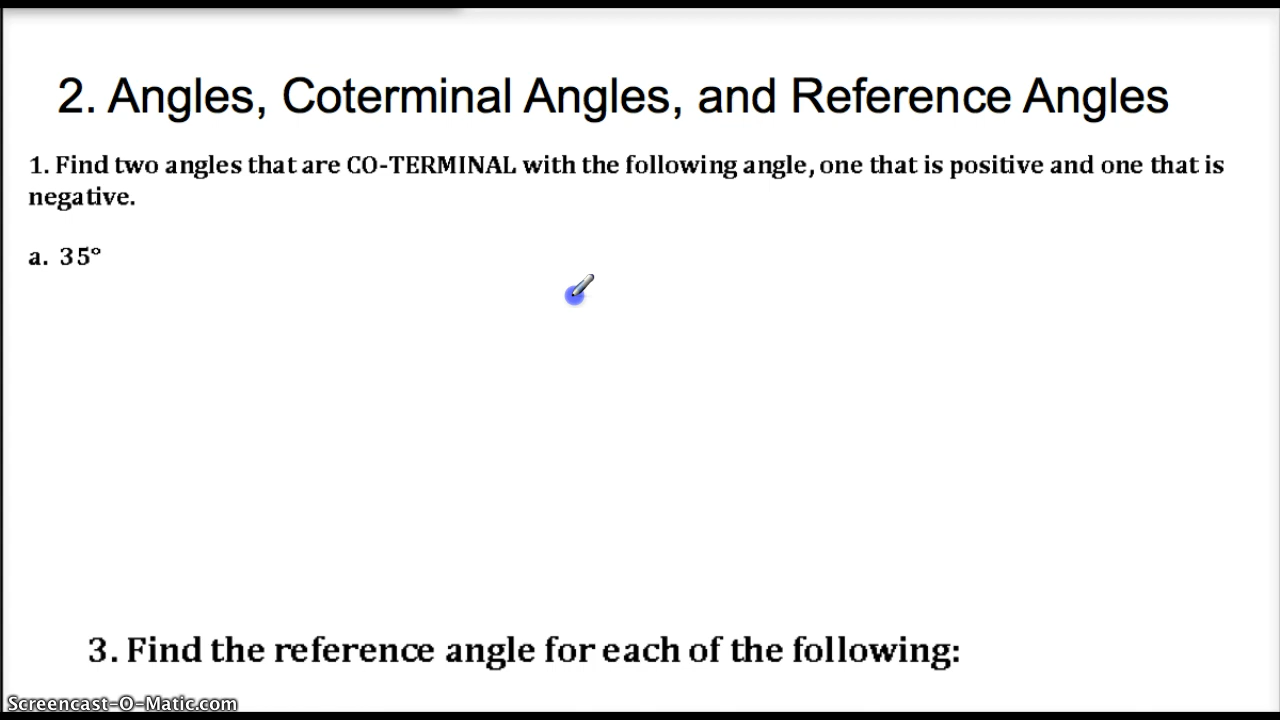 2. Angles, Coterminal Angles, and Reference Angles
1. Find two angles that are CO-TERMINAL with the following angle, one that is positive and one that is
negative.
a. 35°
3. Find the reference angle for each of the following:
Screencast-O-Matic.com